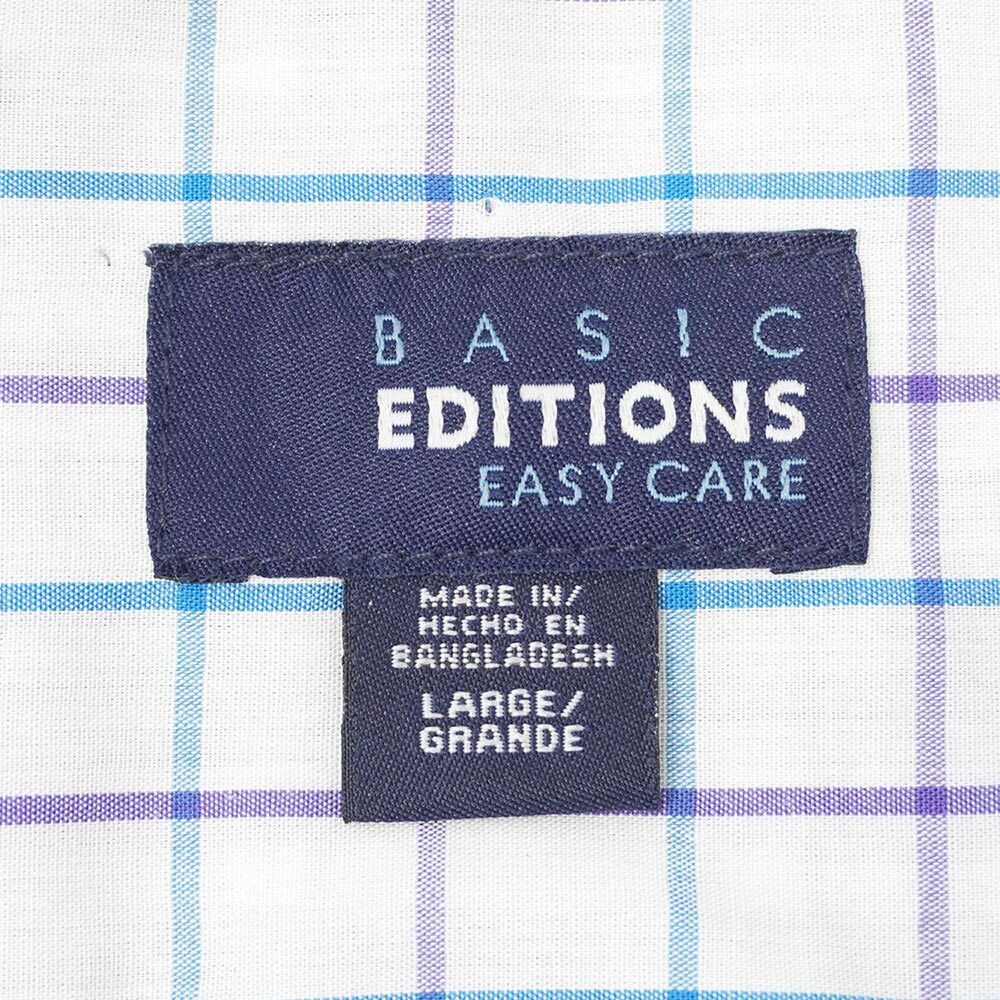 BASIC
EDITIONS
EASY CARE
MADE IN/
HECHO EN
BANGLADESH
LARGE/
GRANDE